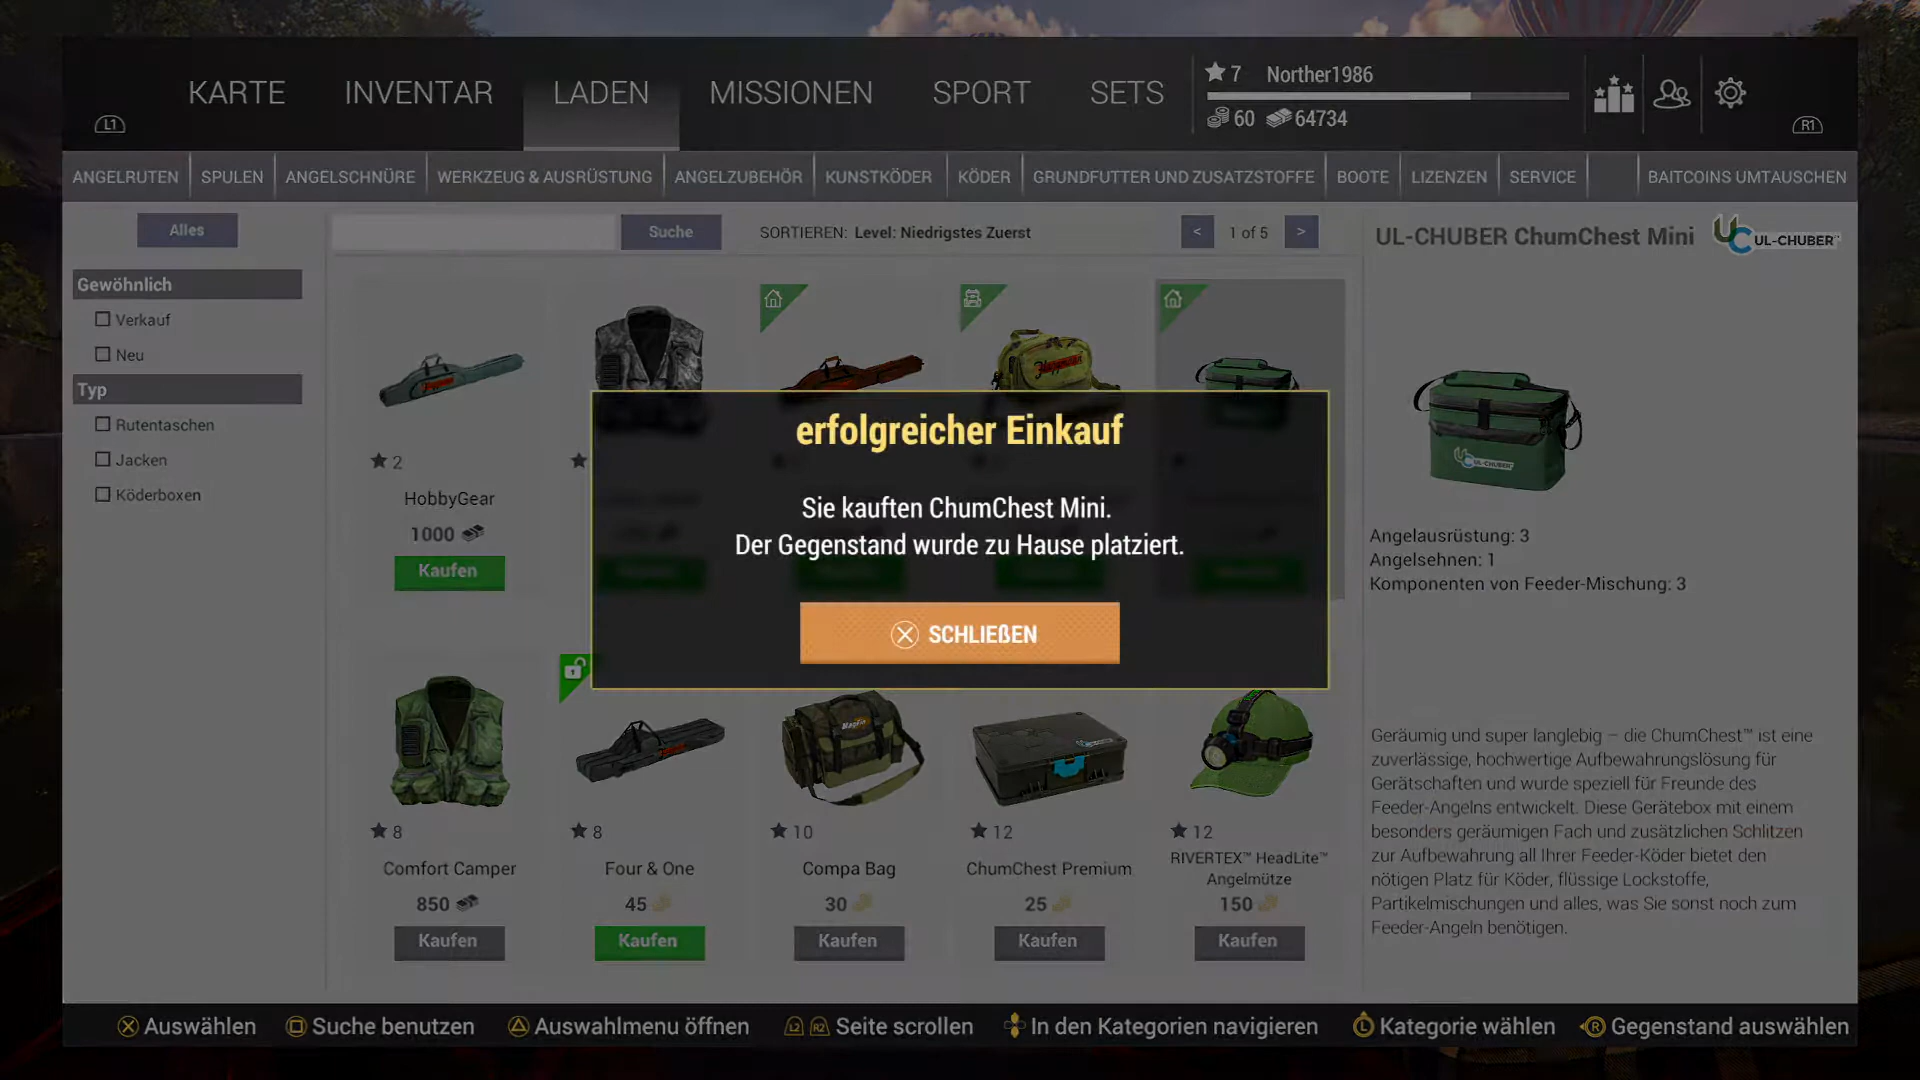 KARTE INVENTAR LADEN MISSIONEN SPORT SETS
7 Norther1986
60 64734
L1
R1
ANGELRUTEN SPULEN ANGELSCHNÜRE WERKZEUG & AUSRÜSTUNG ANGELZUBEHÖR KUNSTKÖDER KÖDER GRUNDFUTTER UND ZUSATZSTOFFE BOOTE LIZENZEN SERVICE BAITCOINS UMTAUSCHEN
Alles
Suche
SORTIEREN: Level: Niedrigstes Zuerst
< 1 of 5 >
Gewöhnlich
Verkauf
Neu
Typ
Rutentaschen
Jacken
Köderboxen
2
HobbyGear
1000
Kaufen
erfolgreicher Einkauf
Sie kauften ChumChest Mini.
Der Gegenstand wurde zu Hause platziert.
SCHLIEßEN
8
Comfort Camper
850
Kaufen
8
Four & One
45
Kaufen
10
Compa Bag
30
Kaufen
12
ChumChest Premium
25
Kaufen
12
RIVERTEX™ HeadLite™
Angelmütze
150
Kaufen
UL-CHUBER ChumChest Mini
UL-CHUBER
UL-CHUBER
Angelausrüstung: 3
Angelsehnen: 1
Komponenten von Feeder-Mischung: 3
Geräumig und super langlebig – die ChumChest™ ist eine
zuverlässige, hochwertige Aufbewahrungslösung für
Gerätschaften und wurde speziell für Freunde des
Feeder-Angelns entwickelt. Diese Gerätebox mit einem
besonders geräumigen Fach und zusätzlichen Schlitzen
zur Aufbewahrung all Ihrer Feeder-Köder bietet den
nötigen Platz für Köder, flüssige Lockstoffe,
Partikelmischungen und alles, was Sie sonst noch zum
Feeder-Angeln benötigen.
Auswählen Suche benutzen Auswahlmenu öffnen L2 R2 Seite scrollen In den Kategorien navigieren L Kategorie wählen R Gegenstand auswählen